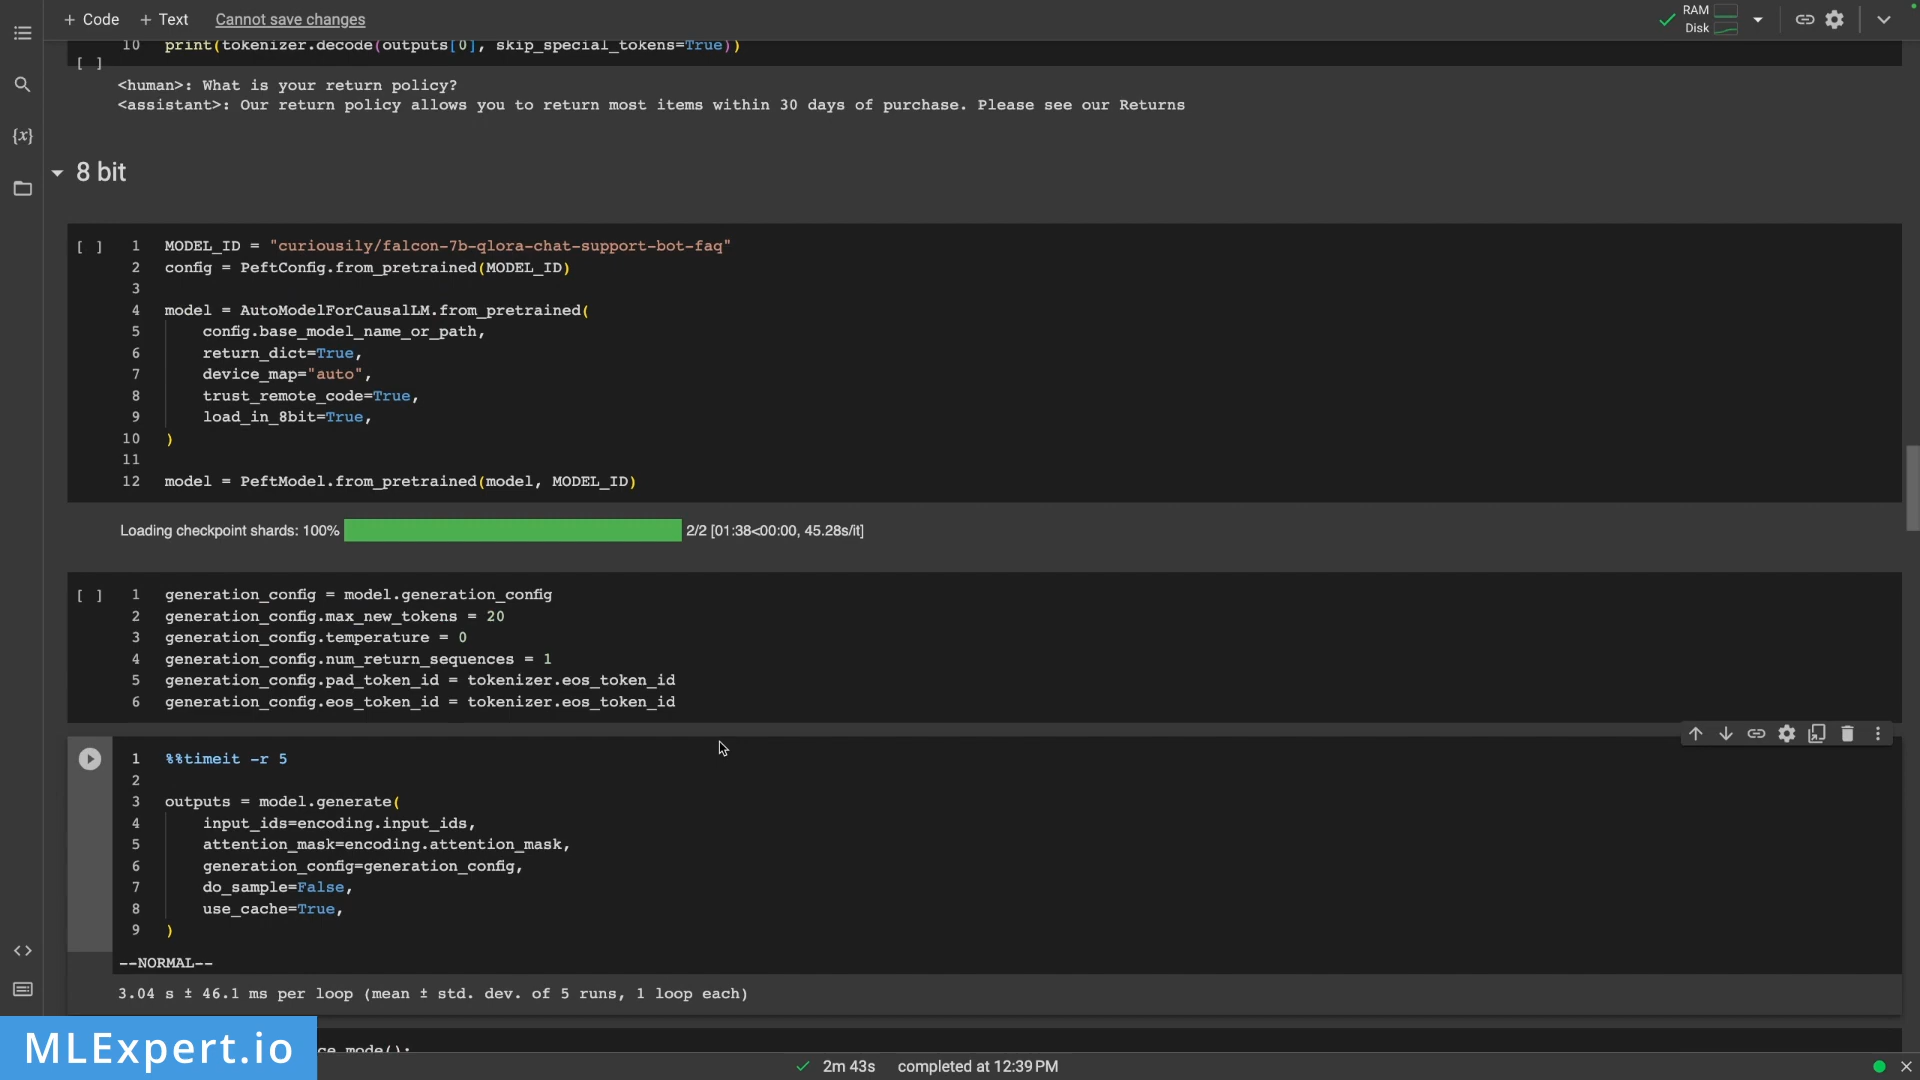 + Code + Text Cannot save changes
RAM
Disk
10 print(tokenizer.decode(outputs[0], skip_special_tokens=True))
[ ]
<human>: What is your return policy?
<assistant>: Our return policy allows you to return most items within 30 days of purchase. Please see our Returns
{x}
8 bit
[ ] 1 MODEL_ID = "curiousily/falcon-7b-qlora-chat-support-bot-faq"
2 config = PeftConfig.from_pretrained(MODEL_ID)
3
4 model = AutoModelForCausalLM.from_pretrained(
5 config.base_model_name_or_path,
6 return_dict=True,
7 device_map="auto",
8 trust_remote_code=True,
9 load_in_8bit=True,
10 )
11
12 model = PeftModel.from_pretrained(model, MODEL_ID)
Loading checkpoint shards: 100% 2/2 [01:38<00:00, 45.28s/it]
[ ] 1 generation_config = model.generation_config
2 generation_config.max_new_tokens = 20
3 generation_config.temperature = 0
4 generation_config.num_return_sequences = 1
5 generation_config.pad_token_id = tokenizer.eos_token_id
6 generation_config.eos_token_id = tokenizer.eos_token_id
1 %%timeit -r 5
2
3 outputs = model.generate(
4 input_ids=encoding.input_ids,
5 attention_mask=encoding.attention_mask,
6 generation_config=generation_config,
7 do_sample=False,
8 use_cache=True,
9 )
--NORMAL--
3.04 s ± 46.1 ms per loop (mean ± std. dev. of 5 runs, 1 loop each)
MLExpert.io
ce_mode():
2m 43s completed at 12:39 PM